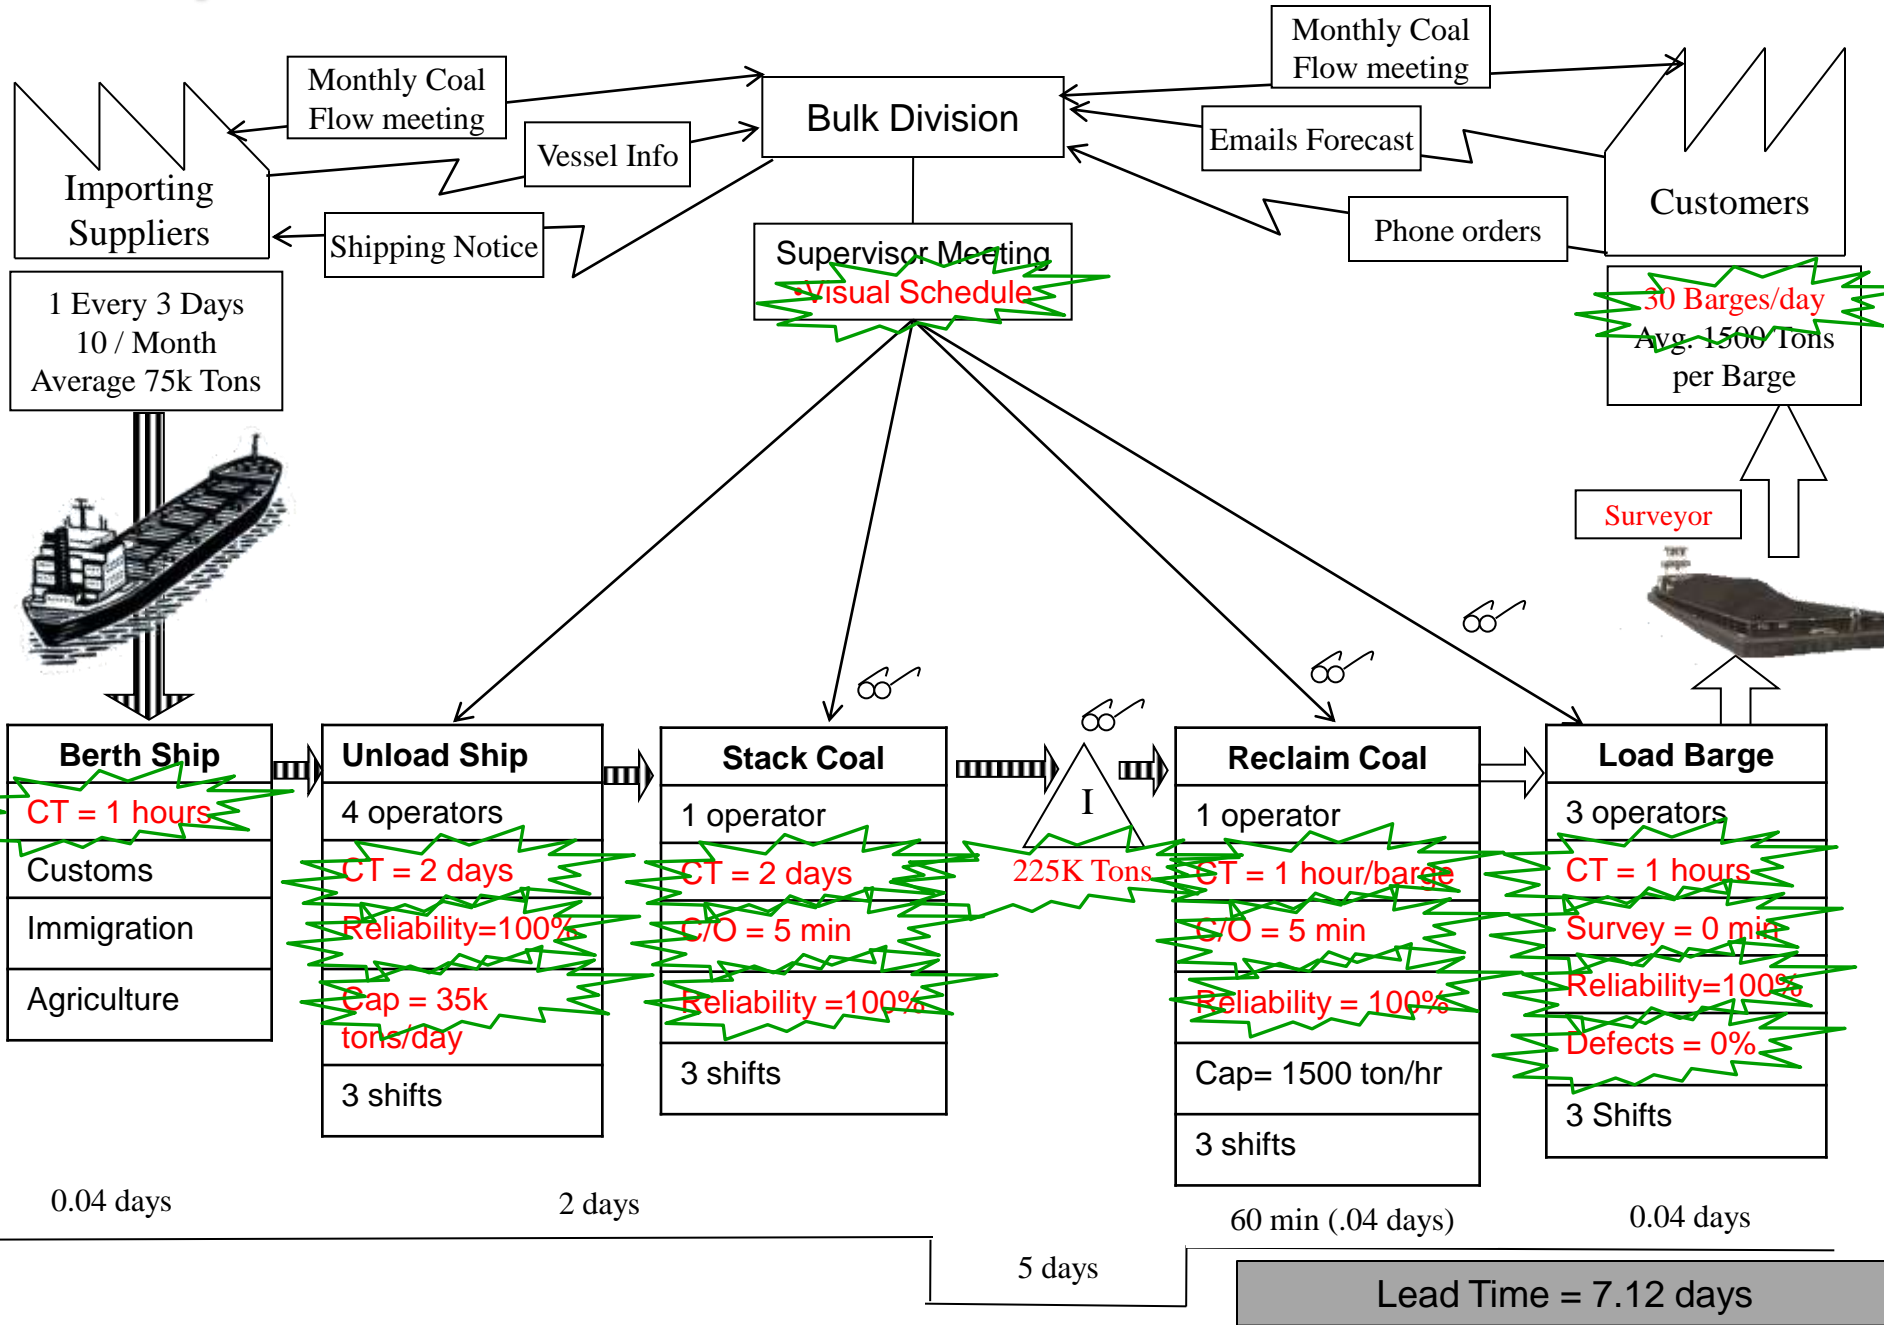 Monthly Coal
Flow meeting
Monthly Coal
Flow meeting
Bulk Division
Vessel Info
Emails Forecast
Importing
Suppliers
Customers
Shipping Notice
Phone orders
Supervisor Meeting
•Visual Schedule
1 Every 3 Days
10 / Month
Average 75k Tons
30 Barges/day
Avg. 1500 Tons
per Barge
Surveyor
Berth Ship
CT = 1 hours
Customs
Immigration
Agriculture
Unload Ship
4 operators
CT = 2 days
Reliability=100%
Cap = 35k
tons/day
3 shifts
Stack Coal
1 operator
CT = 2 days
C/O = 5 min
Reliability =100%
3 shifts
I
225K Tons
Reclaim Coal
1 operator
CT = 1 hour/barge
C/O = 5 min
Reliability = 100%
Cap= 1500 ton/hr
3 shifts
Load Barge
3 operators
CT = 1 hours
Survey = 0 min
Reliability=100%
Defects = 0%
3 Shifts
0.04 days
2 days
5 days
60 min (.04 days)
0.04 days
Lead Time = 7.12 days